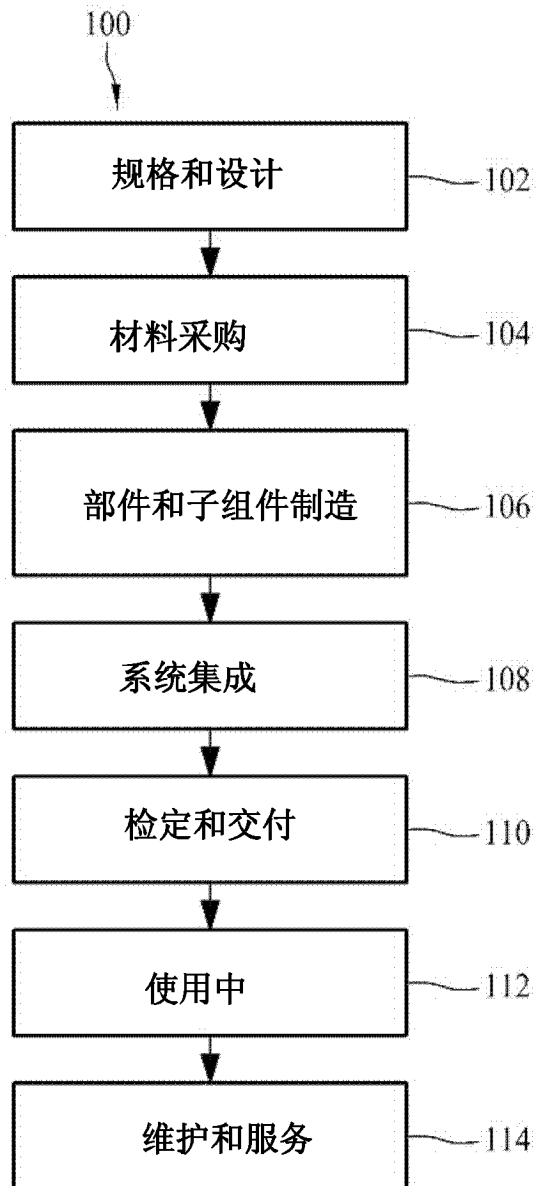 100
规格和设计
102
材料采购
104
部件和子组件制造
106
系统集成
108
检定和交付
110
使用中
112
维护和服务
114